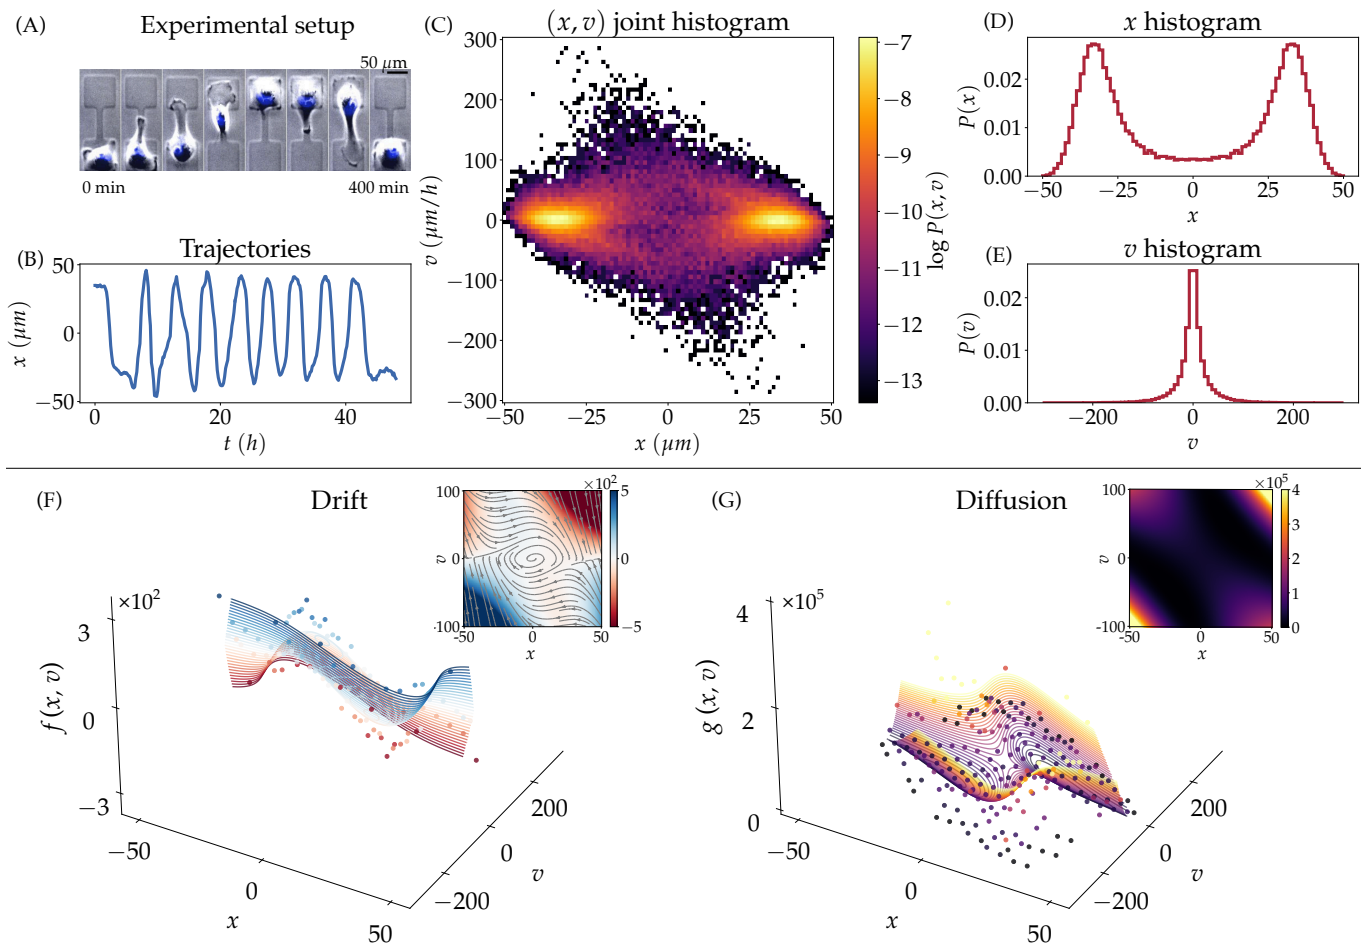 (A)
Experimental setup
50 μm
0 min
400 min
(B)
Trajectories
50
0
−50
x (μm)
0
20
40
t (h)
(C)
(x, v) joint histogram
300
200
100
0
−100
−200
−300
v (μm/h)
−50
−25
0
25
50
x (μm)
−7
−8
−9
−10
−11
−12
−13
log P(x, v)
(D)
x histogram
0.02
0.01
0.00
P(x)
−50
−25
0
25
50
x
(E)
v histogram
0.02
0.01
0.00
P(v)
−200
0
200
v
(F)
Drift
×10²
3
0
−3
f(x, v)
−50
0
50
x
−200
0
200
v
100
0
-100
v
-50
0
50
x
×10²
5
0
−5
(G)
Diffusion
×10⁵
4
2
0
g(x, v)
−50
0
50
x
−200
0
200
v
100
0
-100
v
-50
0
50
x
×10⁵
4
3
2
1
0